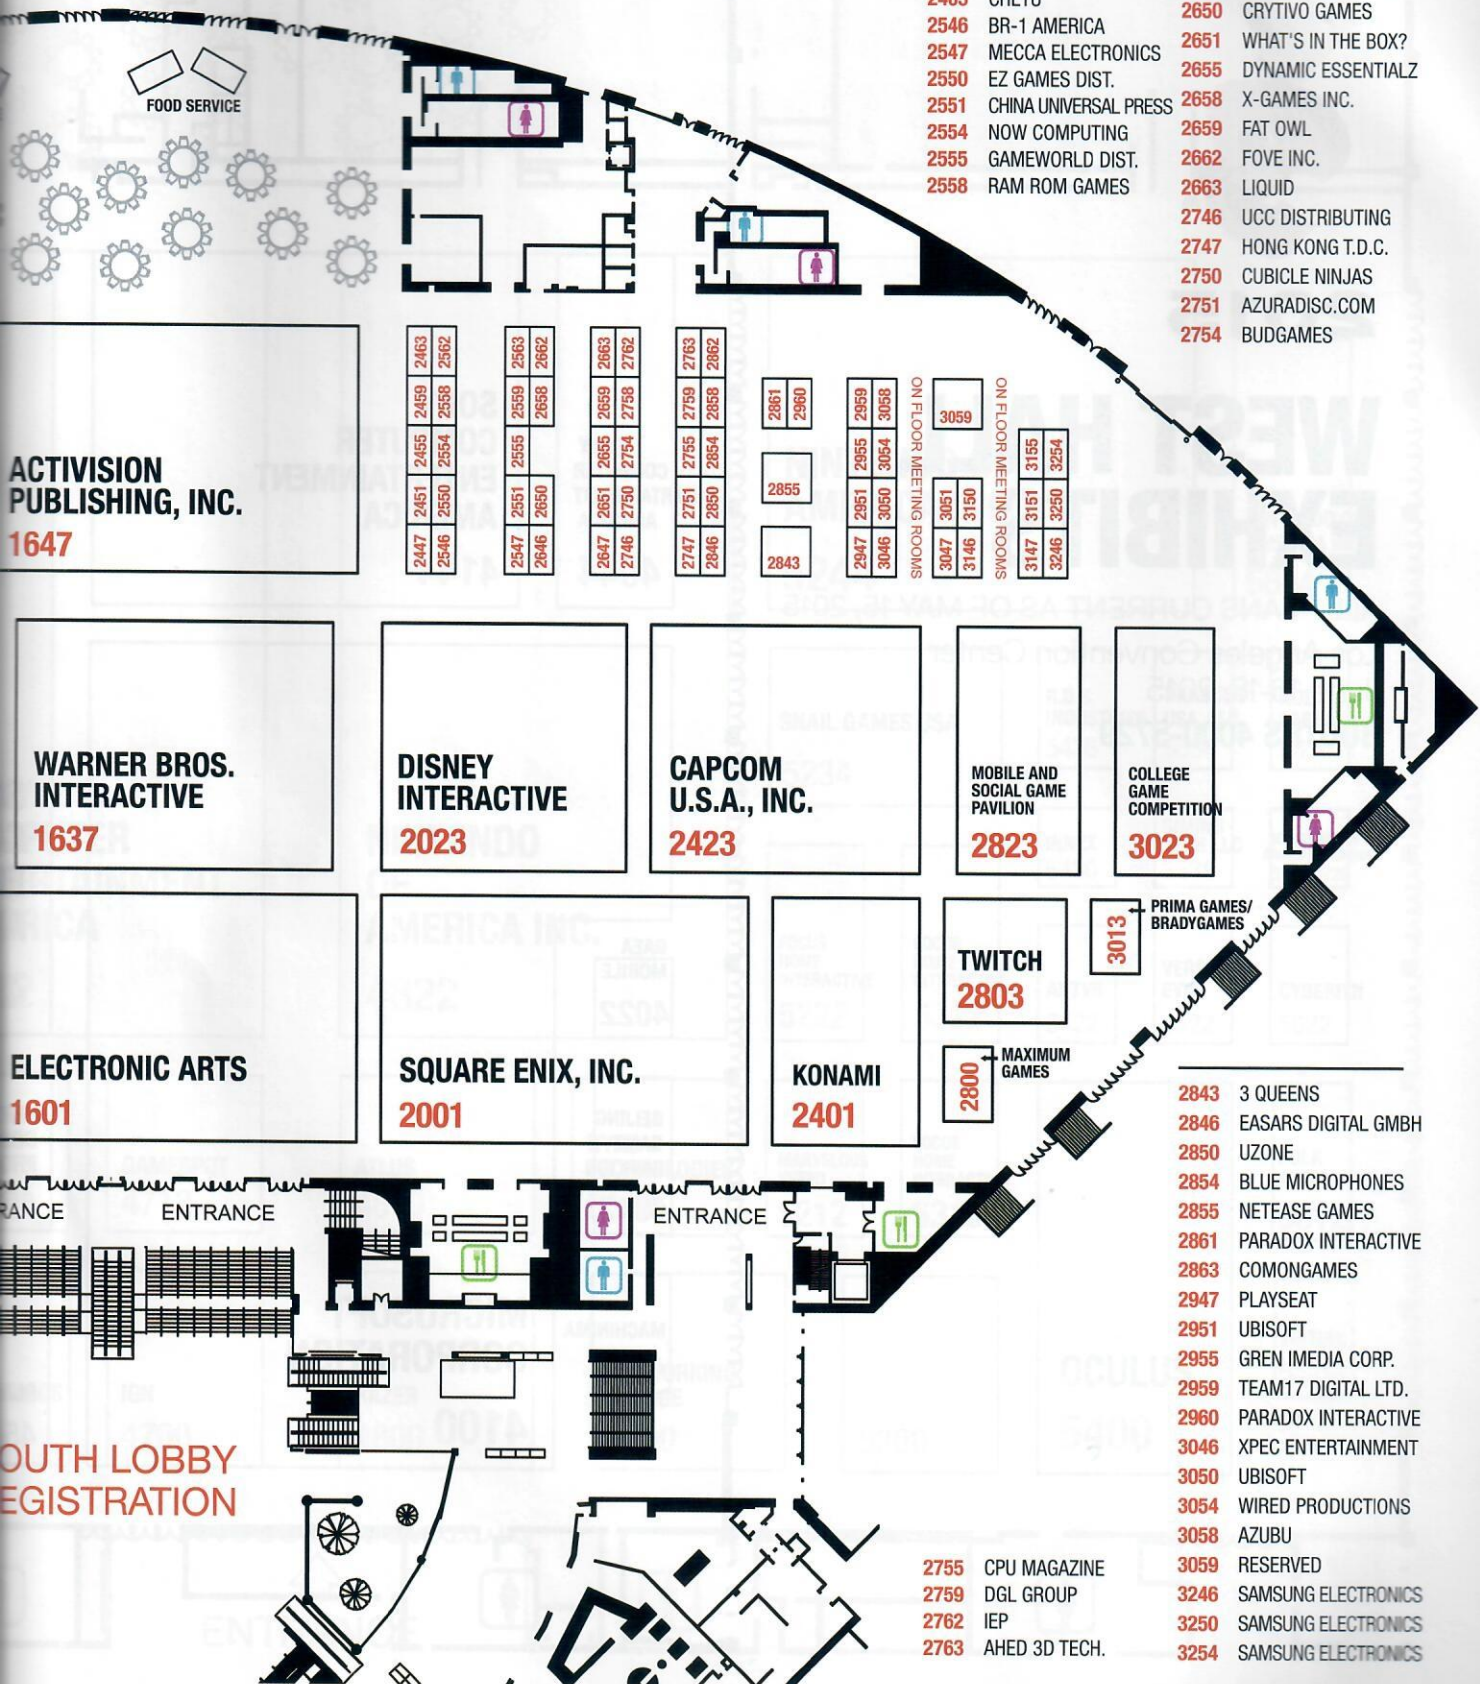 BR-1 AMERICA
2546
2547 MECCA ELECTRONICS
2550 EZ GAMES DIST.
2551 CHINA UNIVERSAL PRESS
2554 NOW COMPUTING
2555 GAMEWORLD DIST.
2558 RAM ROM GAMES
2650 CRYTIVO GAMES
2651 WHAT'S IN THE BOX?
2655 DYNAMIC ESSENTIALZ
2658 X-GAMES INC.
2659 FAT OWL
2662 FOVE INC.
2663 LIQUID
2746 UCC DISTRIBUTING
2747 HONG KONG T.D.C.
2750 CUBICLE NINJAS
2751 AZURADISC.COM
2754 BUDGAMES
FOOD SERVICE
2463 2562
2459 2558
2455 2554
2451 2550
2447 2546
2563 2662
2559 2658
2555
2551 2650
2547 2646
2663 2762
2659 2758
2655 2754
2651 2750
2647 2746
2763 2862
2759 2858
2755 2854
2751 2850
2747 2846
2861 2960
2855
2843
2959 3058
2955 3054
2951 3050
2947 3046
ON FLOOR MEETING ROOMS
3059
3061 3150
3047 3146
ON FLOOR MEETING ROOMS
3155 3254
3151 3250
3147 3246
ACTIVISION
PUBLISHING, INC.
1647
WARNER BROS.
INTERACTIVE
1637
DISNEY
INTERACTIVE
2023
CAPCOM
U.S.A., INC.
2423
MOBILE AND
SOCIAL GAME
PAVILION
2823
COLLEGE
GAME
COMPETITION
3023
ELECTRONIC ARTS
1601
SQUARE ENIX, INC.
2001
KONAMI
2401
TWITCH
2803
3013
PRIMA GAMES/
BRADYGAMES
2800
MAXIMUM
GAMES
RANCE
ENTRANCE
ENTRANCE
OUTH LOBBY
EGISTRATION
2755 CPU MAGAZINE
2759 DGL GROUP
2762 IEP
2763 AHED 3D TECH.
2843 3 QUEENS
2846 EASARS DIGITAL GMBH
2850 UZONE
2854 BLUE MICROPHONES
2855 NETEASE GAMES
2861 PARADOX INTERACTIVE
2863 COMONGAMES
2947 PLAYSEAT
2951 UBISOFT
2955 GREN IMEDIA CORP.
2959 TEAM17 DIGITAL LTD.
2960 PARADOX INTERACTIVE
3046 XPEC ENTERTAINMENT
3050 UBISOFT
3054 WIRED PRODUCTIONS
3058 AZUBU
3059 RESERVED
3246 SAMSUNG ELECTRONICS
3250 SAMSUNG ELECTRONICS
3254 SAMSUNG ELECTRONICS